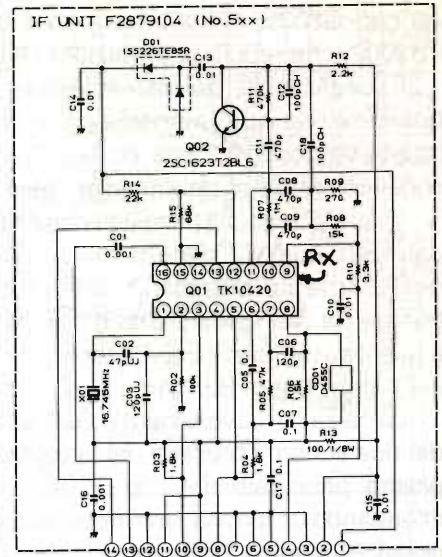 IF UNIT F2879104 (No.5xx)
D01
1SS226TE85R
C13
0.01
R12
2.2k
C14
0.01
R11
470k
C12
100pCH
Q02
2SC1623T2BL6
C11
470p
C18
100pCH
R14
22k
R15
68k
C08
470p
R09
270
R07
1M
C09
470p
R08
15k
C01
0.001
RX
R10
3.3k
16 15 14 13 12 11 10 9
Q01 TK10420
1 2 3 4 5 6 7 8
C10
0.01
C02
47pUJ
X01
16.745MHz
C03
120pUJ
R02
100k
C05 0.1
R05 47k
C06
120p
R06
1.5k
CD01
D455C
C07
0.1
R13
100/1/8W
C16
0.001
R03
1.8k
R04
1.8k
C17 0.1
C15
0.01
14 13 12 11 10 9 8 7 6 5 4 3 2 1